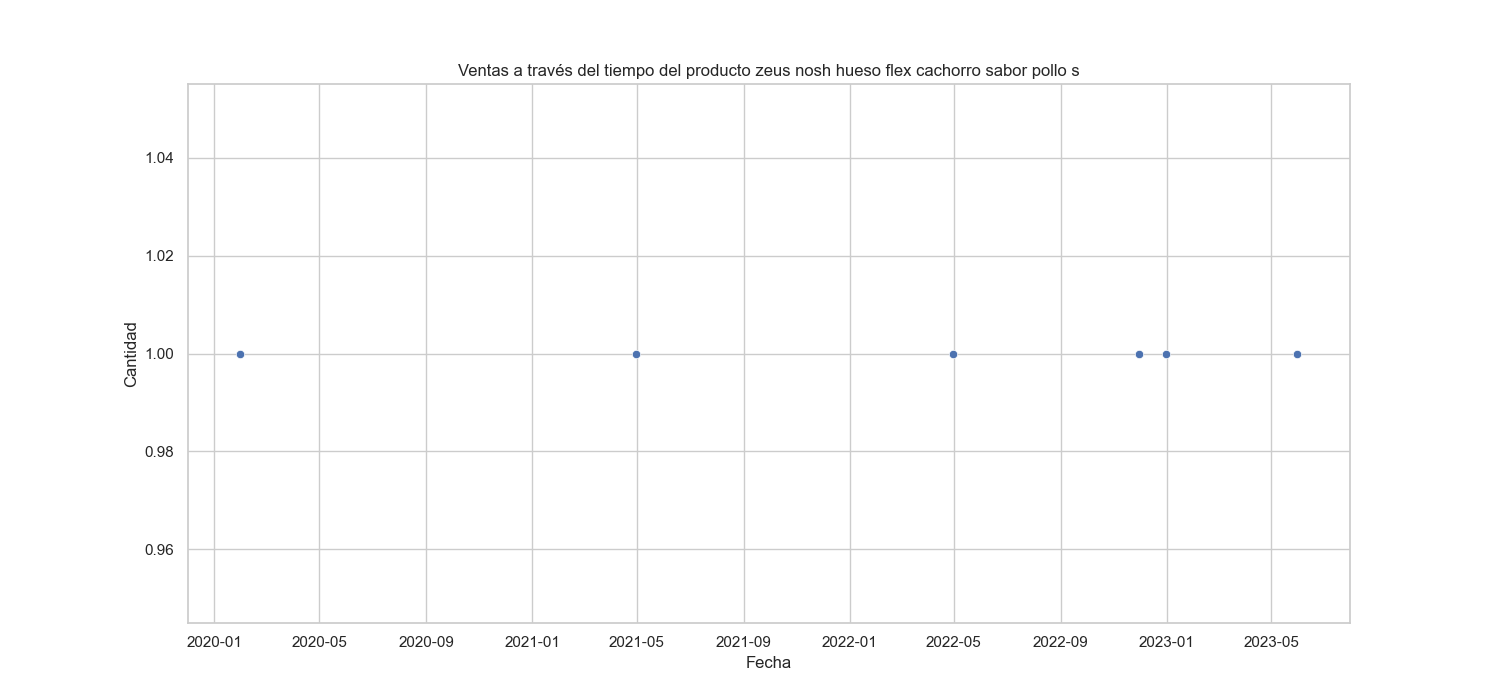 Ventas a través del tiempo del producto zeus nosh hueso flex cachorro sabor pollo s
1.04
1.02
1.00
0.98
0.96
Cantidad
2020-01 2020-05 2020-09 2021-01 2021-05 2021-09 2022-01 2022-05 2022-09 2023-01 2023-05
Fecha